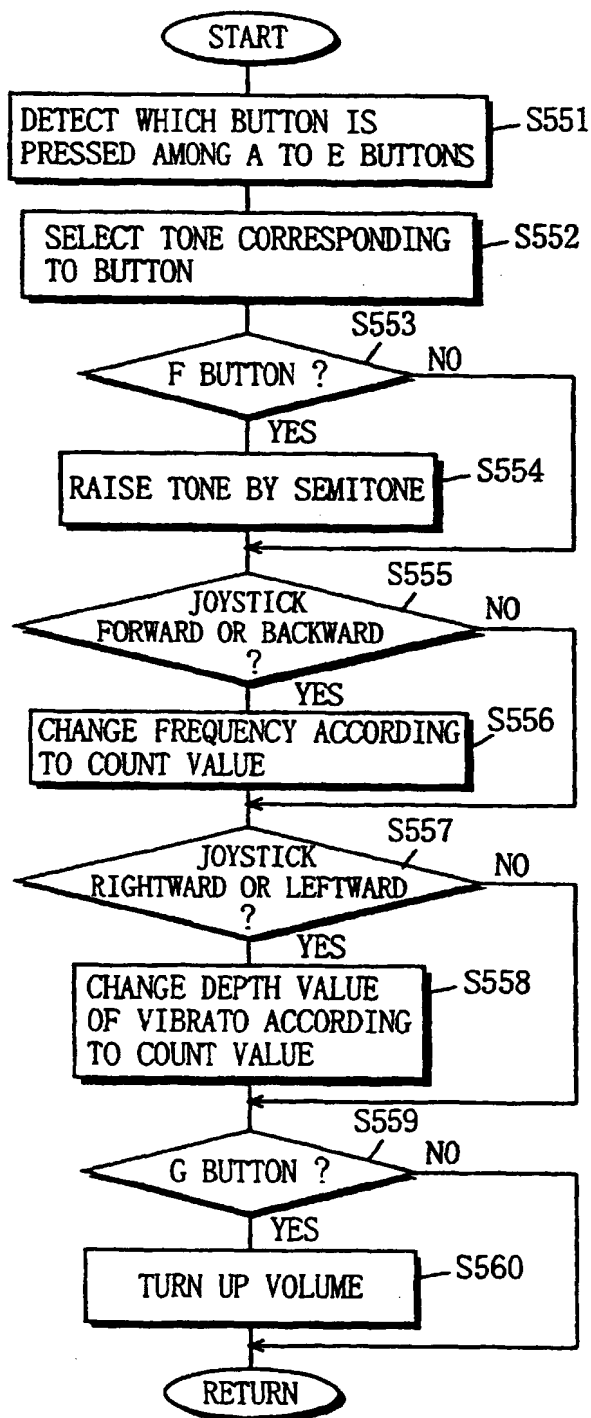 START
DETECT WHICH BUTTON IS
PRESSED AMONG A TO E BUTTONS
S551
SELECT TONE CORRESPONDING
TO BUTTON
S552
S553
F BUTTON ?
NO
YES
RAISE TONE BY SEMITONE
S554
S555
JOYSTICK
FORWARD OR BACKWARD
?
NO
YES
CHANGE FREQUENCY ACCORDING
TO COUNT VALUE
S556
S557
JOYSTICK
RIGHTWARD OR LEFTWARD
?
NO
YES
CHANGE DEPTH VALUE
OF VIBRATO ACCORDING
TO COUNT VALUE
S558
S559
G BUTTON ?
NO
YES
TURN UP VOLUME
S560
RETURN